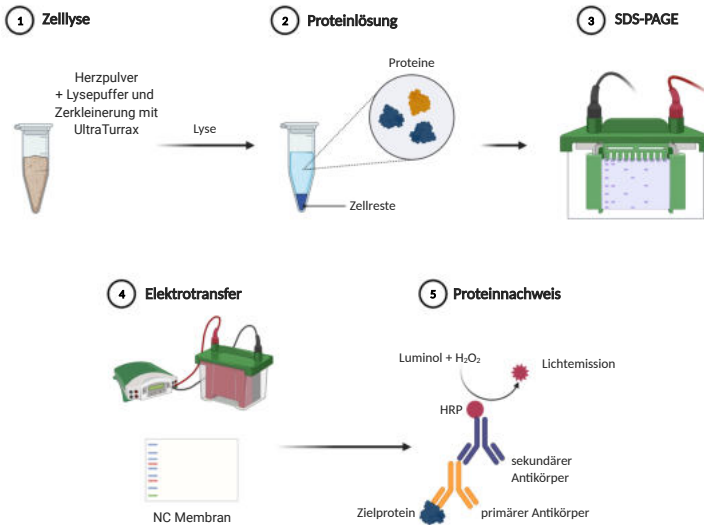 1 Zelllyse
Herzpulver
+ Lysepuffer und
Zerkleinerung mit
UltraTurrax
Lyse
2 Proteinlösung
Proteine
Zellreste
3 SDS-PAGE
4 Elektrotransfer
NC Membran
5 Proteinnachweis
Luminol + H₂O₂
Lichtemission
HRP
sekundärer
Antikörper
Zielprotein
primärer Antikörper